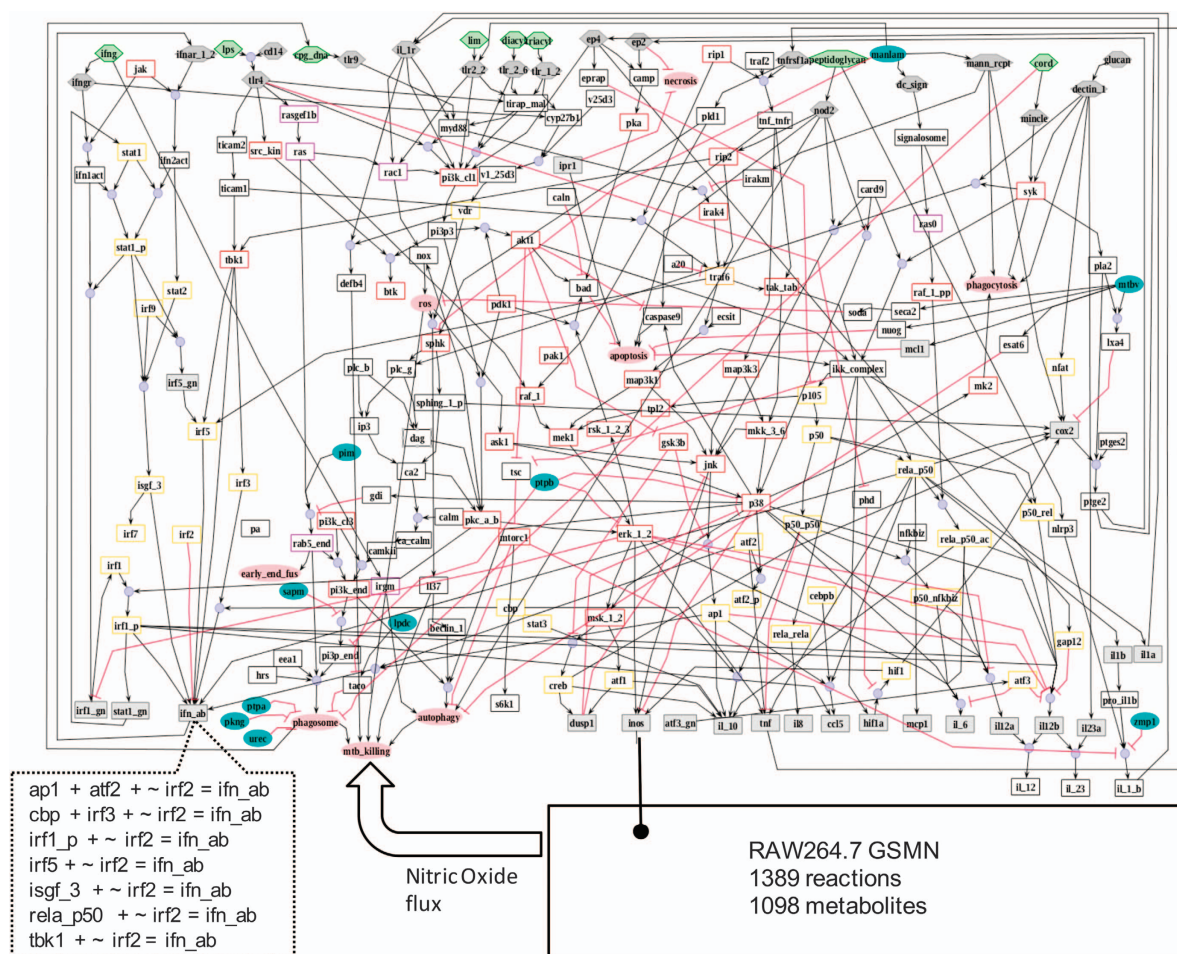 ifng
ifnar_1_2
lps
cd14
cpg_dna
tlr9
il_1r
lim
diacyl
triacyl
ep4
ep2
rip1
traf2
tnfrsf1a
peptidoglycan
manlam
mann_rcpt
cord
glucan
ifngr
jak
tlr4
tlr2_2
tlr_2_6
tlr_1_2
eprap
camp
necrosis
dc_sign
dectin_1
rasgef1b
tirap_mal
v25d3
cyp27b1
pka
pld1
tnf_tnfr
nod2
mincle
stat1
ticam2
src_kin
ras
myd88
signalosome
ifn1act
ifn2act
ticam1
rac1
pi3k_cl1
v1_25d3
ipr1
rip2
irakm
card9
syk
caln
irak4
vdr
ras0
stat1_p
tbk1
pi3p3
akt1
nox
a20
traf6
pla2
defb4
btk
bad
tak_tab
raf_1_pp
phagocytosis
mtbv
stat2
irf9
ros
pdk1
caspase9
ecsit
soda
seca2
nuog
sphk
esat6
lxa4
pak1
apoptosis
mcl1
irf5_gn
plc_b
plc_g
map3k1
map3k3
ikk_complex
nfat
mk2
raf_1
sphing_1_p
tpl2
p105
irf5
ip3
dag
ask1
mek1
rsk_1_2_3
gsk3b
mkk_3_6
p50
cox2
ptges2
pim
ca2
tsc
jnk
rela_p50
isgf_3
irf3
gdi
ptpb
p38
phd
ptge2
irf7
irf2
pa
pi3k_cl3
calm
pkc_a_b
mtorc1
erk_1_2
p50_p50
nfkbiz
p50_rel
nlrp3
rab5_end
camkii
ca_calm
atf2
rela_p50_ac
irf1
early_end_fus
sapm
pi3k_end
irgm
ll37
atf2_p
cebpb
p50_nfkbiz
irf1_p
lpdc
beclin_1
cbp
stat3
msk_1_2
ap1
rela_rela
gap12
eea1
pi3p_end
hif1
il1b
il1a
hrs
taco
s6k1
creb
atf1
atf3
pro_il1b
irf1_gn
stat1_gn
ifn_ab
ptpa
pkng
urec
phagosome
autophagy
dusp1
inos
atf3_gn
il_10
tnf
il8
ccl5
hif1a
mcp1
il_6
il12a
il12b
il23a
zmp1
mtb_killing
il_12
il_23
il_1_b
ap1 + atf2 + ~ irf2 = ifn_ab
cbp + irf3 + ~ irf2 = ifn_ab
irf1_p + ~ irf2 = ifn_ab
irf5 + ~ irf2 = ifn_ab
isgf_3 + ~ irf2 = ifn_ab
rela_p50 + ~ irf2 = ifn_ab
tbk1 + ~ irf2 = ifn_ab
Nitric Oxide
flux
RAW264.7 GSMN
1389 reactions
1098 metabolites